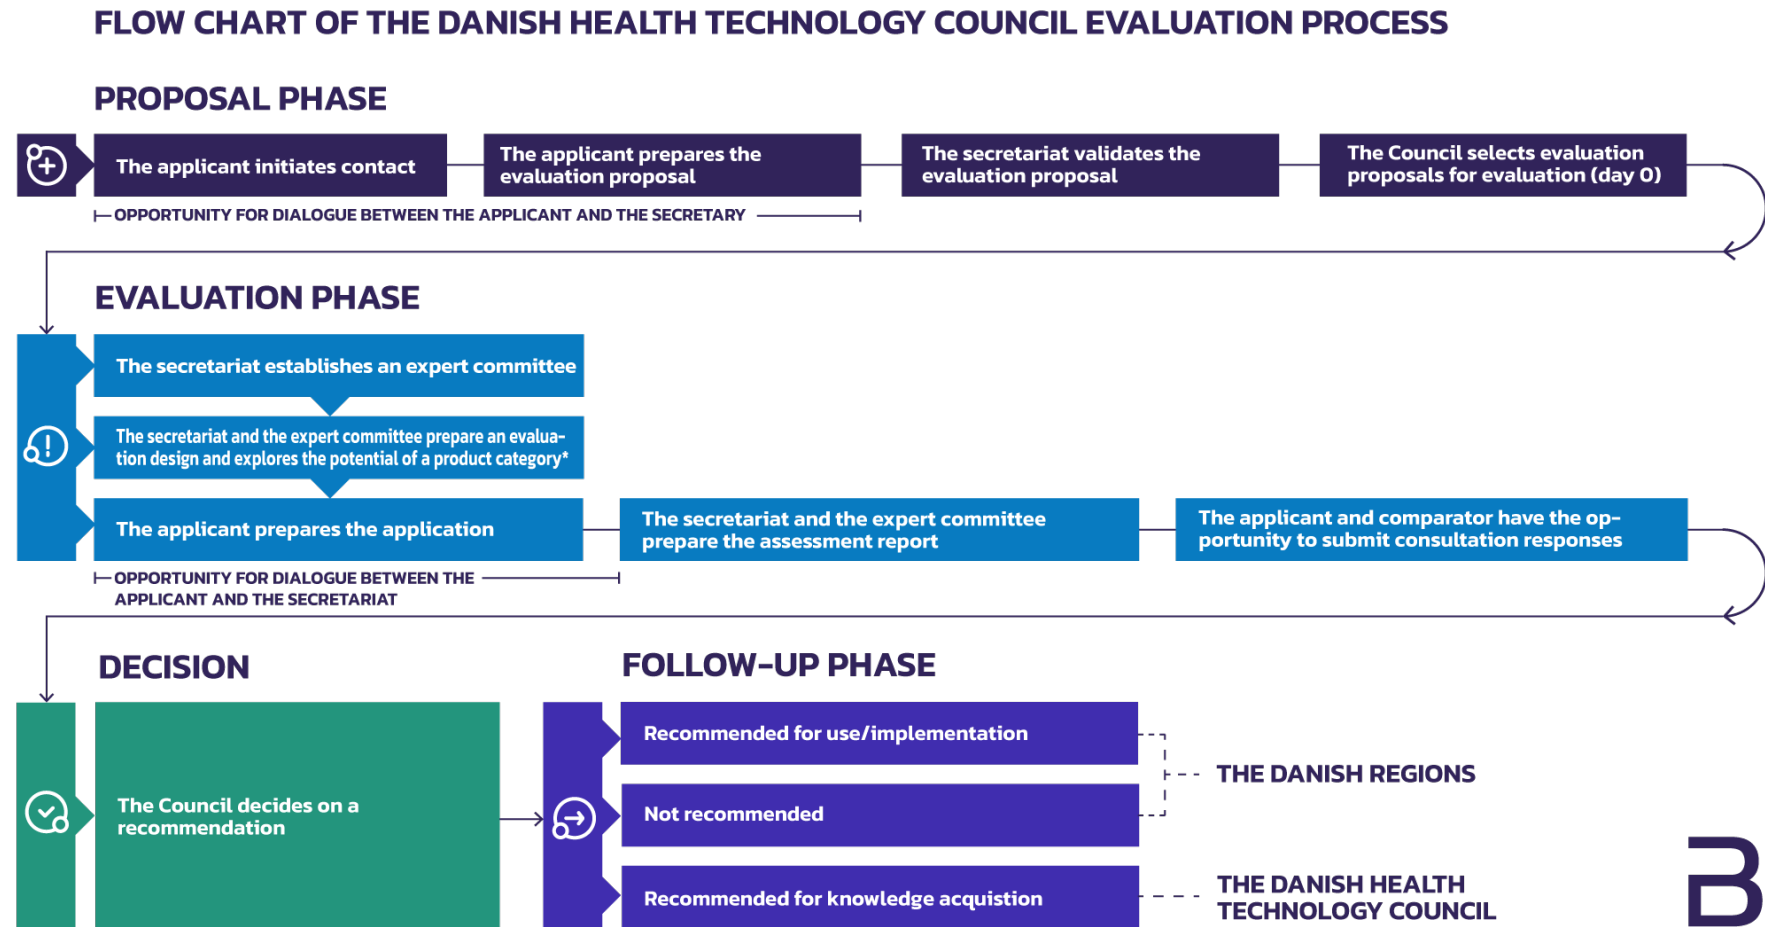 FLOW CHART OF THE DANISH HEALTH TECHNOLOGY COUNCIL EVALUATION PROCESS
PROPOSAL PHASE
The applicant initiates contact
The applicant prepares the
evaluation proposal
The secretariat validates the
evaluation proposal
The Council selects evaluation
proposals for evaluation (day 0)
OPPORTUNITY FOR DIALOGUE BETWEEN THE APPLICANT AND THE SECRETARY
EVALUATION PHASE
The secretariat establishes an expert committee
The secretariat and the expert committee prepare an evalua-
tion design and explores the potential of a product category*
The applicant prepares the application
The secretariat and the expert committee
prepare the assessment report
The applicant and comparator have the op-
portunity to submit consultation responses
OPPORTUNITY FOR DIALOGUE BETWEEN THE
APPLICANT AND THE SECRETARIAT
DECISION
The Council decides on a
recommendation
FOLLOW-UP PHASE
Recommended for use/implementation
Not recommended
Recommended for knowledge acquistion
THE DANISH REGIONS
THE DANISH HEALTH
TECHNOLOGY COUNCIL
B